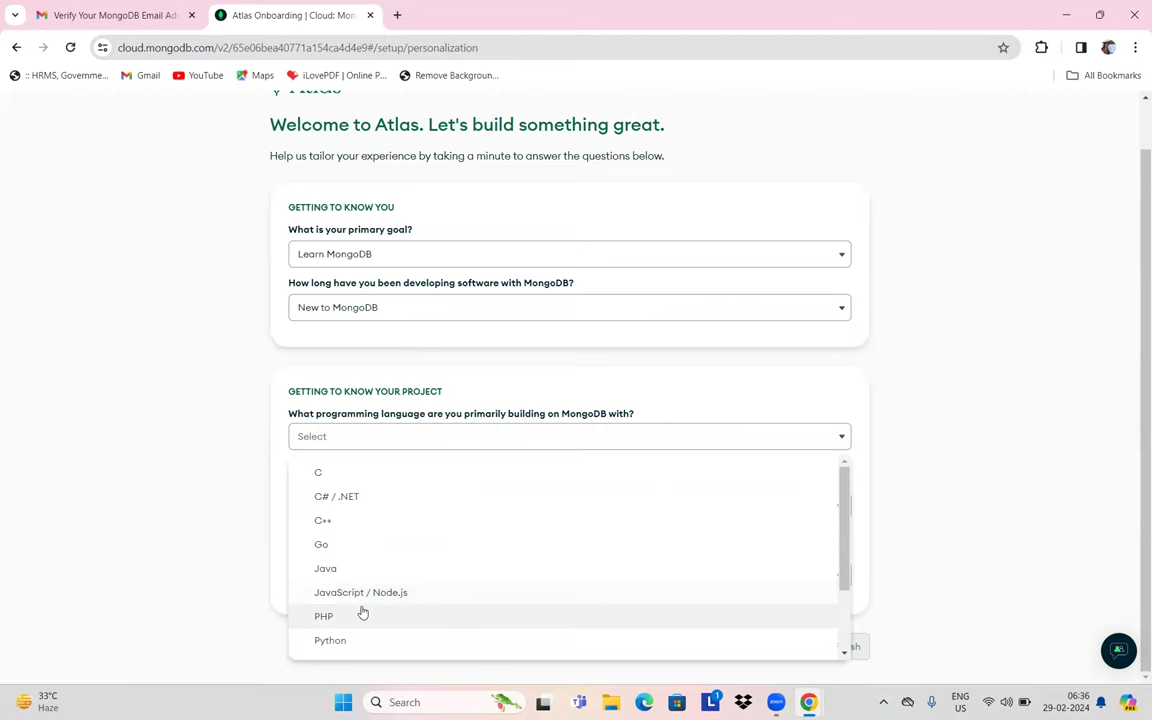 Verify Your MongoDB Email Ad
Atlas Onboarding | Cloud: Mon
cloud.mongodb.com/v2/65e06bea40771a154ca4d4e9#/setup/personalization
:: HRMS, Governme...
Gmail
YouTube
Maps
iLovePDF | Online P...
Remove Backgroun...
All Bookmarks
Welcome to Atlas. Let's build something great.
Help us tailor your experience by taking a minute to answer the questions below.
GETTING TO KNOW YOU
What is your primary goal?
Learn MongoDB
How long have you been developing software with MongoDB?
New to MongoDB
GETTING TO KNOW YOUR PROJECT
What programming language are you primarily building on MongoDB with?
Select
C
C# / .NET
C++
Go
Java
JavaScript / Node.js
PHP
Python
sh
33°C
Haze
Search
1
ENG
US
06:36
29-02-2024
PRE